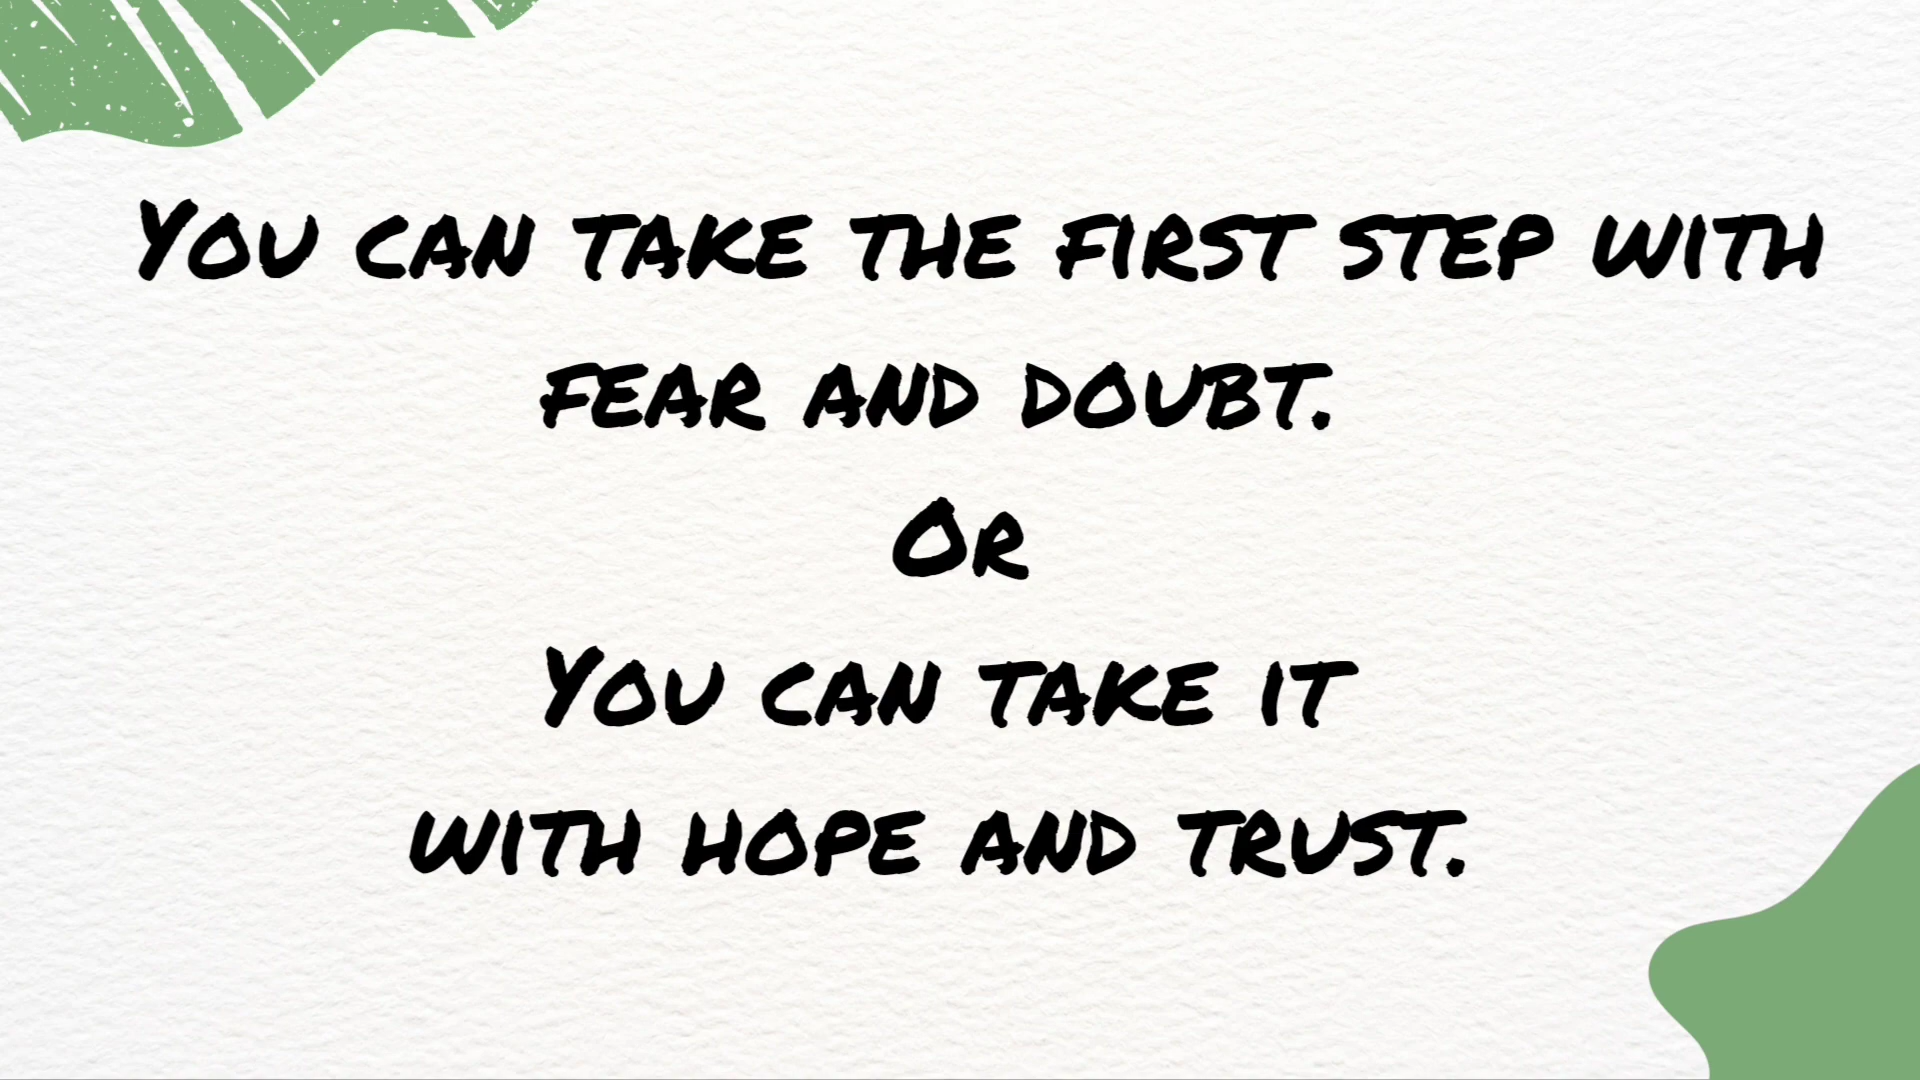 You can take the first step with
fear and doubt.
Or
You can take it
with hope and trust.